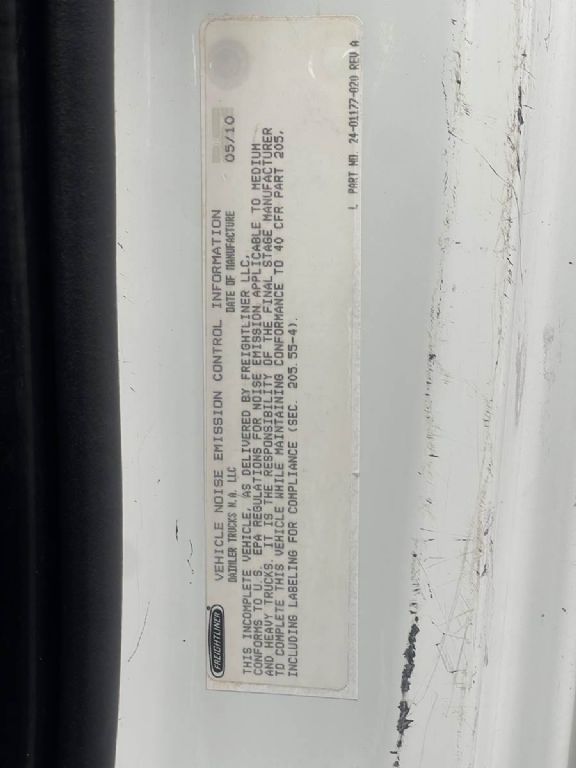 FREIGHTLINER
VEHICLE NOISE EMISSION CONTROL INFORMATION
DAIMLER TRUCKS N.A. LLC DATE OF MANUFACTURE 05/10
THIS INCOMPLETE VEHICLE, AS DELIVERED BY FREIGHTLINER LLC,
CONFORMS TO U.S. EPA REGULATIONS FOR NOISE EMISSION APPLICABLE TO MEDIUM
AND HEAVY TRUCKS. IT IS THE RESPONSIBILITY OF THE FINAL STAGE MANUFACTURER
TO COMPLETE THIS VEHICLE WHILE MAINTAINING CONFORMANCE TO 40 CFR PART 205,
INCLUDING LABELING FOR COMPLIANCE (SEC. 205.55-4).
L PART NO. 24-01177-020 REV A